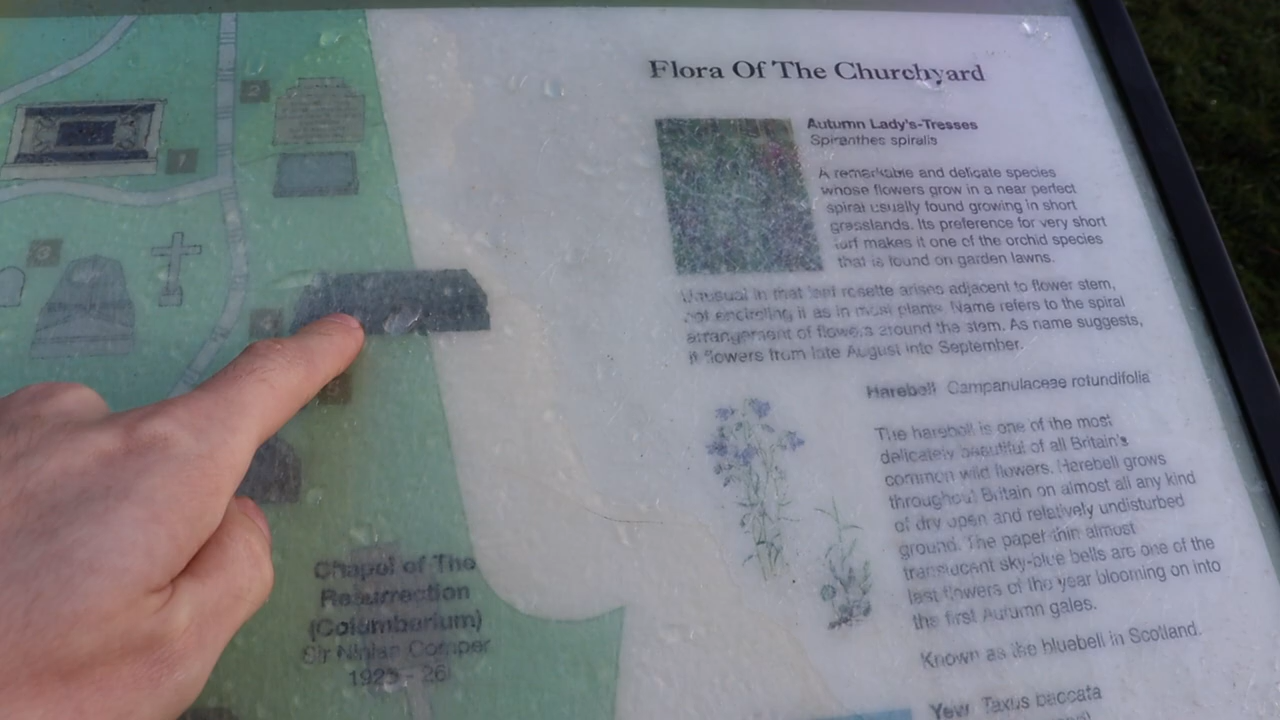 Flora Of The Churchyard
2
Autumn Lady's-Tresses
Spiranthes spiralis
1
A remarkable and delicate species
whose flowers grow in a near perfect
spiral usually found growing in short
grasslands. Its preference for very short
turf makes it one of the orchid species
that is found on garden lawns.
Unusual in that leaf rosette arises adjacent to flower stem,
not encircling it as in most plants. Name refers to the spiral
arrangement of flowers around the stem. As name suggests,
it flowers from late August into September.
4
Harebell Campanulaceae rotundifolia
The harebell is one of the most
delicately beautiful of all Britain's
common wild flowers. Harebell grows
throughout Britain on almost all any kind
of dry open and relatively undisturbed
ground. The paper thin almost
translucent sky-blue bells are one of the
last flowers of the year blooming on into
the first Autumn gales.
Known as the bluebell in Scotland.
Chapel of The
Resurrection
(Columbarium)
Sir Ninian Comper
1925 - 26
Yew Taxus baccata